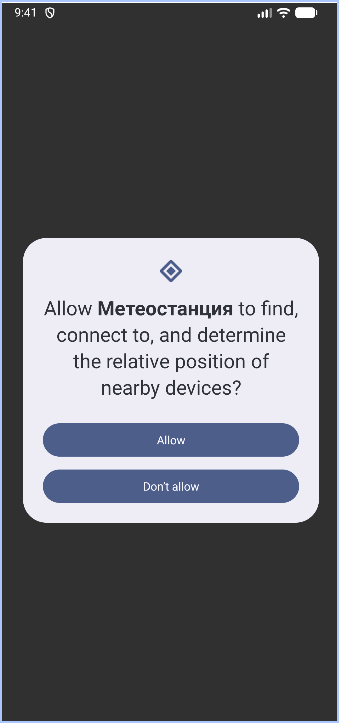 9:41
Allow Метеостанция to find,
connect to, and determine
the relative position of
nearby devices?
Allow
Don't allow